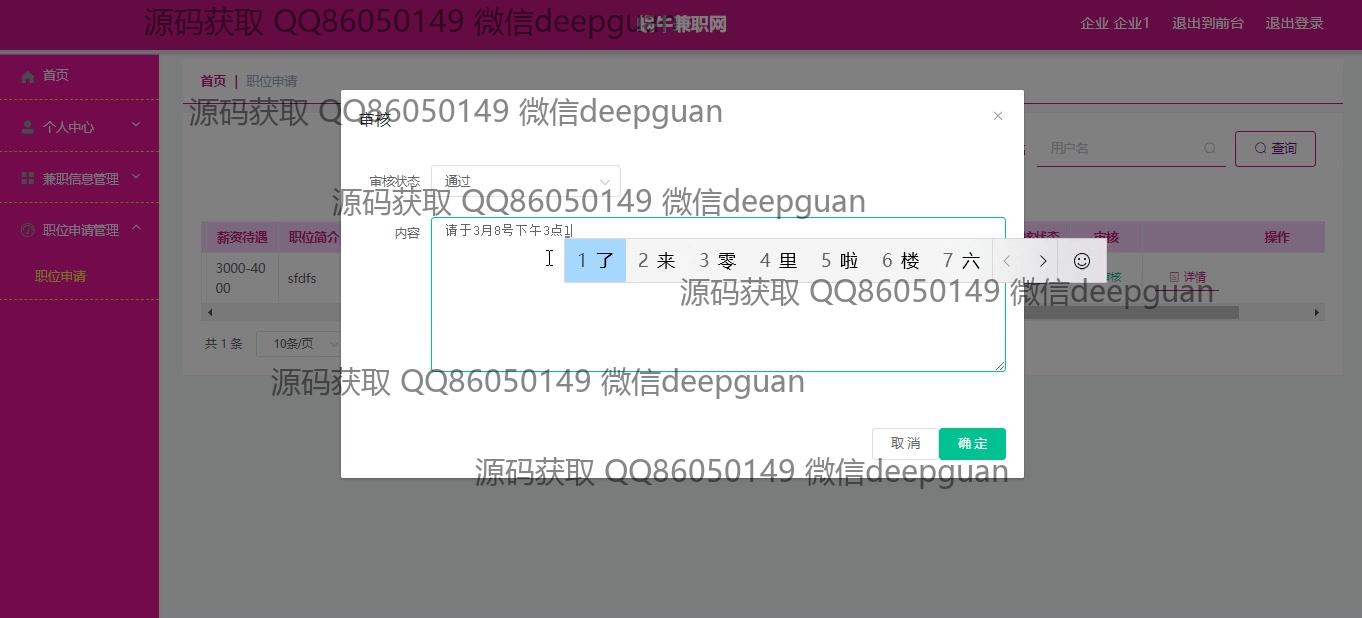 源码获取 QQ86050149 微信deepguan
蜗牛兼职网
企业 企业1 退出到前台 退出登录
首页
个人中心
兼职信息管理
职位申请管理
职位申请
首页 | 职位申请
源码获取 QQ86050149 微信deepguan
审核
用户名
查询
审核状态 通过
源码获取 QQ86050149 微信deepguan
内容 请于3月8号下午3点1
1 了 2 来 3 零 4 里 5 啦 6 楼 7 六
薪资待遇 职位简介 审核 操作
3000-40
00
sfdfs
详情
源码获取 QQ86050149 微信deepguan
共 1 条 10条/页
源码获取 QQ86050149 微信deepguan
取消 确定
源码获取 QQ86050149 微信deepguan